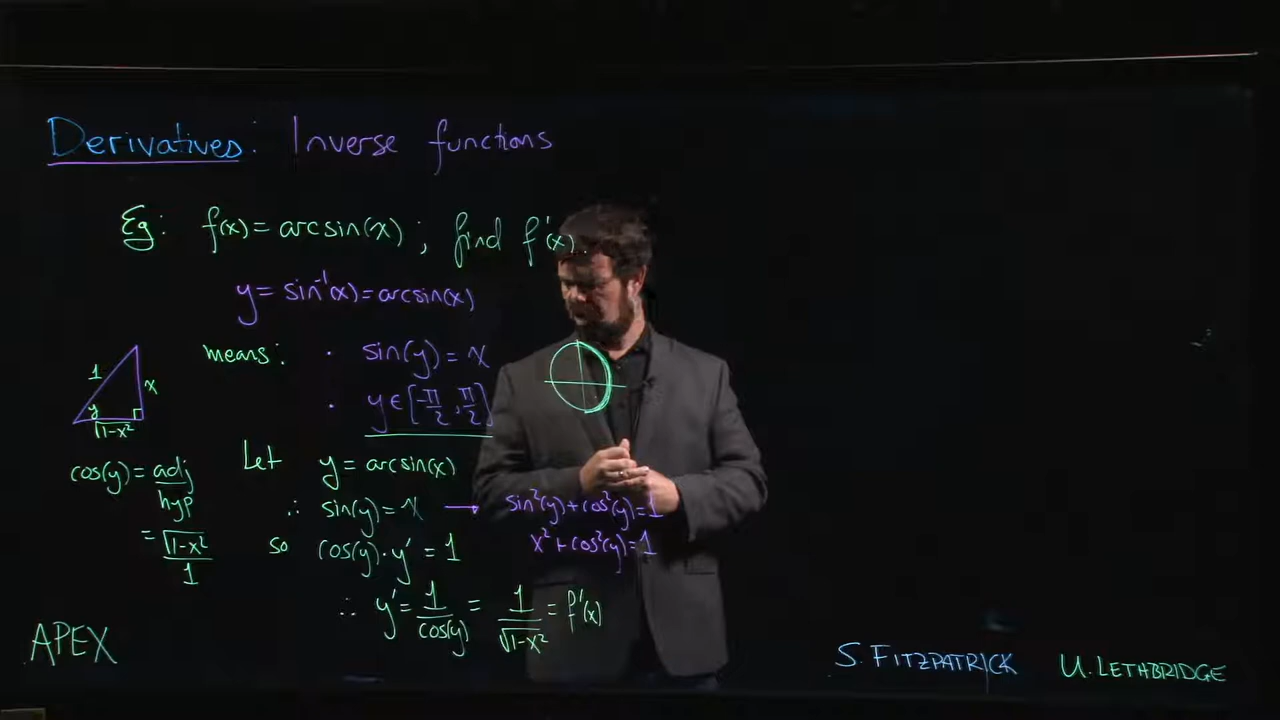 Derivatives: Inverse functions
Eg: f(x) = arcsin(x) ; find f'(x).
y = sin⁻¹(x) = arcsin(x)
means: · sin(y) = x
· y ∈ [-π/2, π/2]
1 x
y
√1-x²
cos(y) = adj/hyp
= √1-x²/1
Let y = arcsin(x)
∴ sin(y) = x → sin²(y) + cos²(y) = 1
so cos(y) · y' = 1 x² + cos²(y) = 1
∴ y' = 1/cos(y) = 1/√1-x² = f'(x)
APEX
S. FITZPATRICK U. LETHBRIDGE